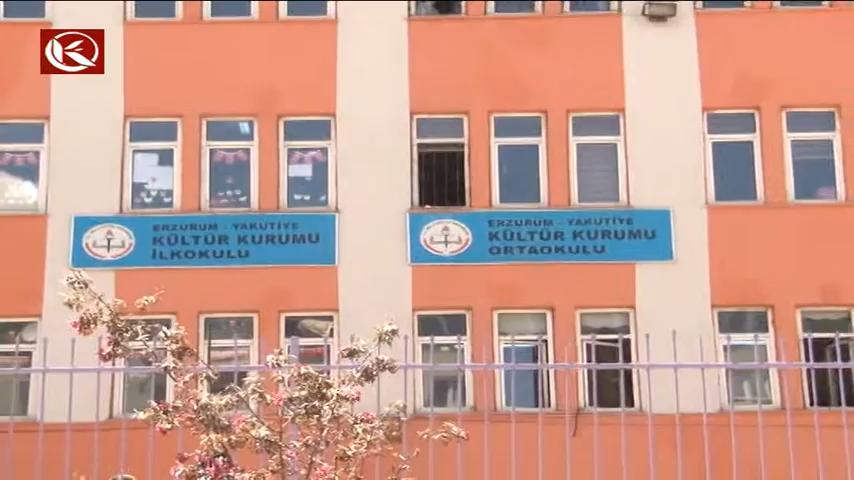 ERZURUM - YAKUTİYE
KÜLTÜR KURUMU
İLKOKULU
ERZURUM - YAKUTİYE
KÜLTÜR KURUMU
ORTAOKULU